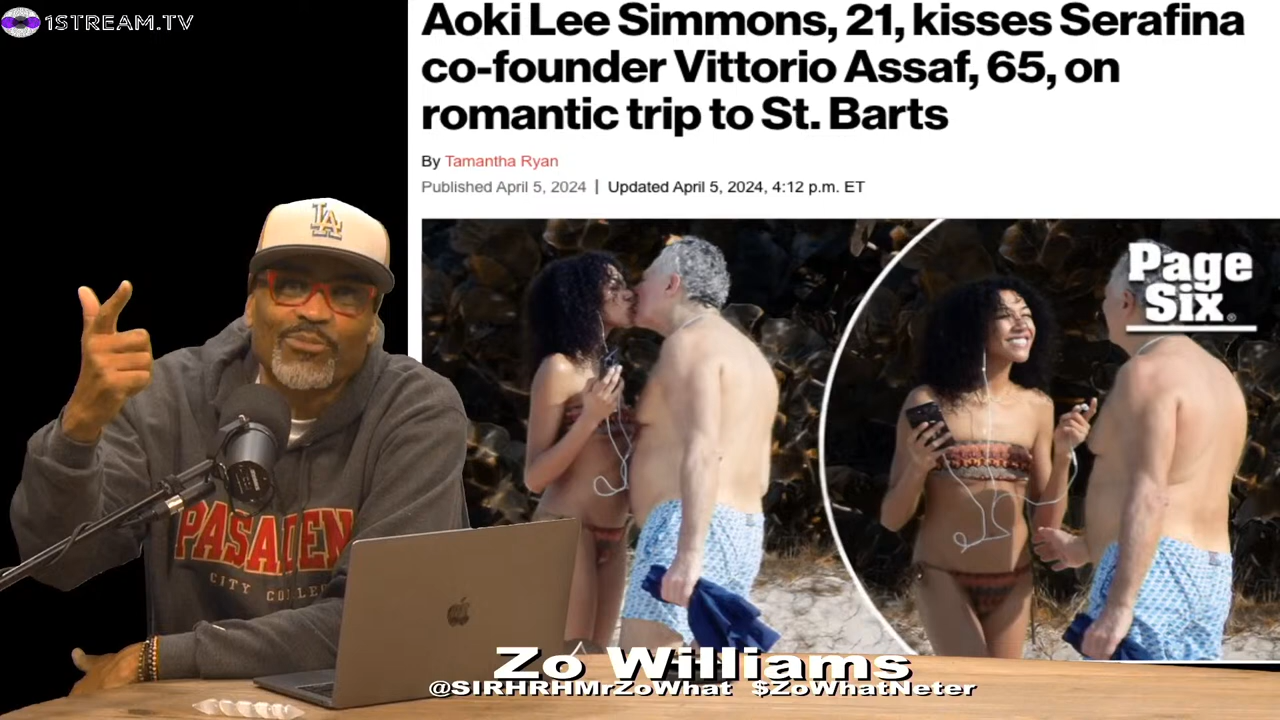 1STREAM.TV
Aoki Lee Simmons, 21, kisses Serafina
co-founder Vittorio Assaf, 65, on
romantic trip to St. Barts
By Tamantha Ryan
Published April 5, 2024 | Updated April 5, 2024, 4:12 p.m. ET
Page
Six®
LA
PASADEN
CITY COLLE
Zo Williams
@SIRHRHMrZoWhat $ZoWhatNeter